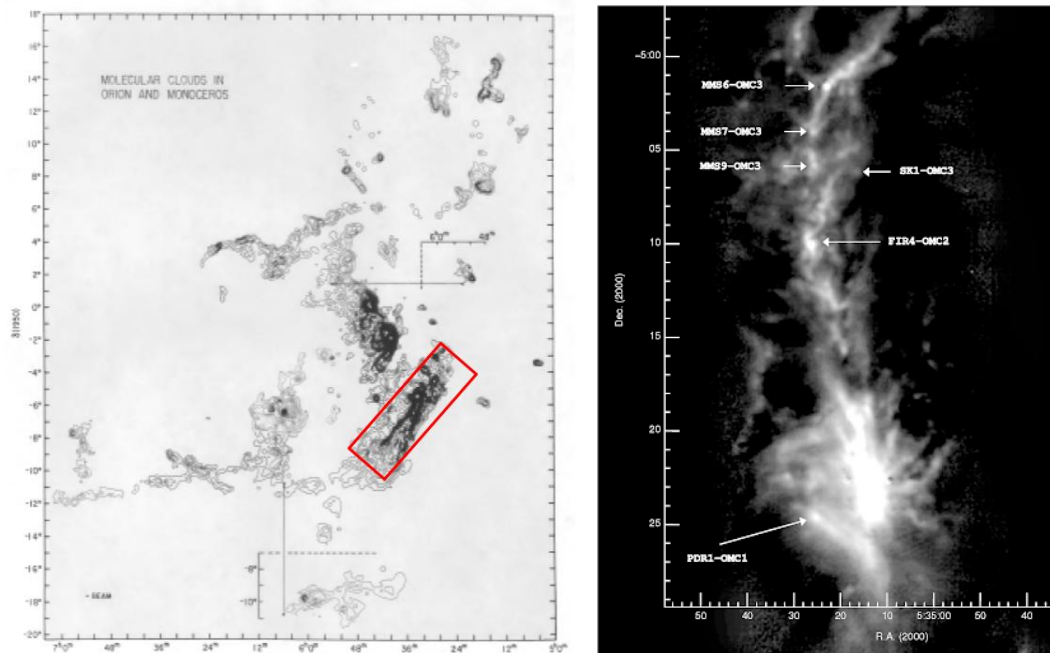 MOLECULAR CLOUDS IN
ORION AND MONOCEROS
18°
16°
14°
12°
10°
8°
6°
4°
2°
0°
-2°
-4°
-6°
-8°
-10°
-12°
-14°
-16°
-18°
-20°
δ(1950)
-8°
-10°
- BEAM
7ʰ0ᵐ
48ᵐ
36ᵐ
24ᵐ
12ᵐ
6ʰ0ᵐ
48ᵐ
36ᵐ
24ᵐ
12ᵐ
5ʰ0ᵐ
MMS6-OMC3
MMS7-OMC3
MMS9-OMC3
SK1-OMC3
FIR4-OMC2
PDR1-OMC1
-5:00
05
10
15
20
25
Dec. (2000)
50
40
30
20
10
5:35:00
50
40
R.A. (2000)